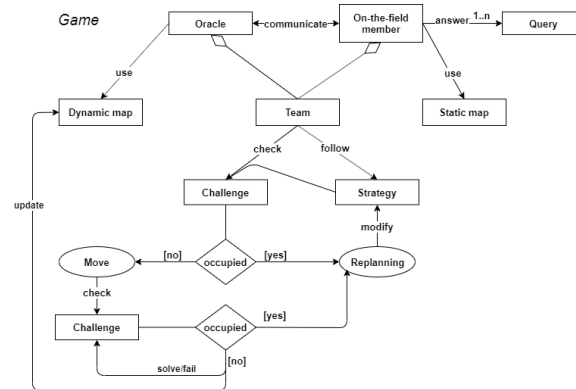 Game
Oracle
communicate
On-the-field
member
answer
1..n
Query
use
use
Dynamic map
Team
Static map
check
follow
Challenge
Strategy
update
modify
Move
[no]
occupied
[yes]
Replanning
check
Challenge
occupied
[yes]
[no]
solve/fail